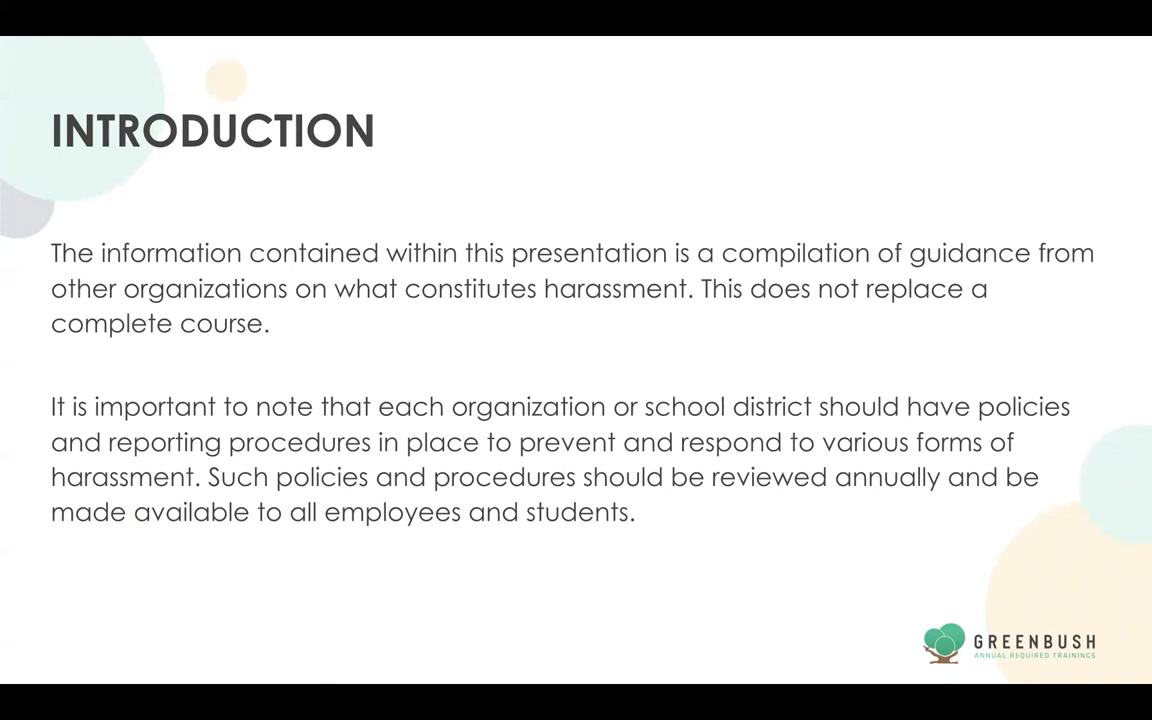 INTRODUCTION
The information contained within this presentation is a compilation of guidance from
other organizations on what constitutes harassment. This does not replace a
complete course.
It is important to note that each organization or school district should have policies
and reporting procedures in place to prevent and respond to various forms of
harassment. Such policies and procedures should be reviewed annually and be
made available to all employees and students.
GREENBUSH
ANNUAL REQUIRED TRAININGS